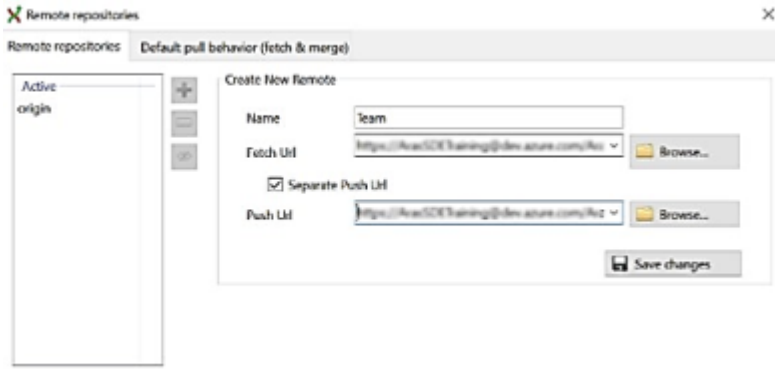 Remote repositories
Remote repositories Default pull behavior (fetch & merge)
Active
origin
Create New Remote
Name Team
Fetch Url Browse...
Separate Push Url
Push Url Browse...
Save changes